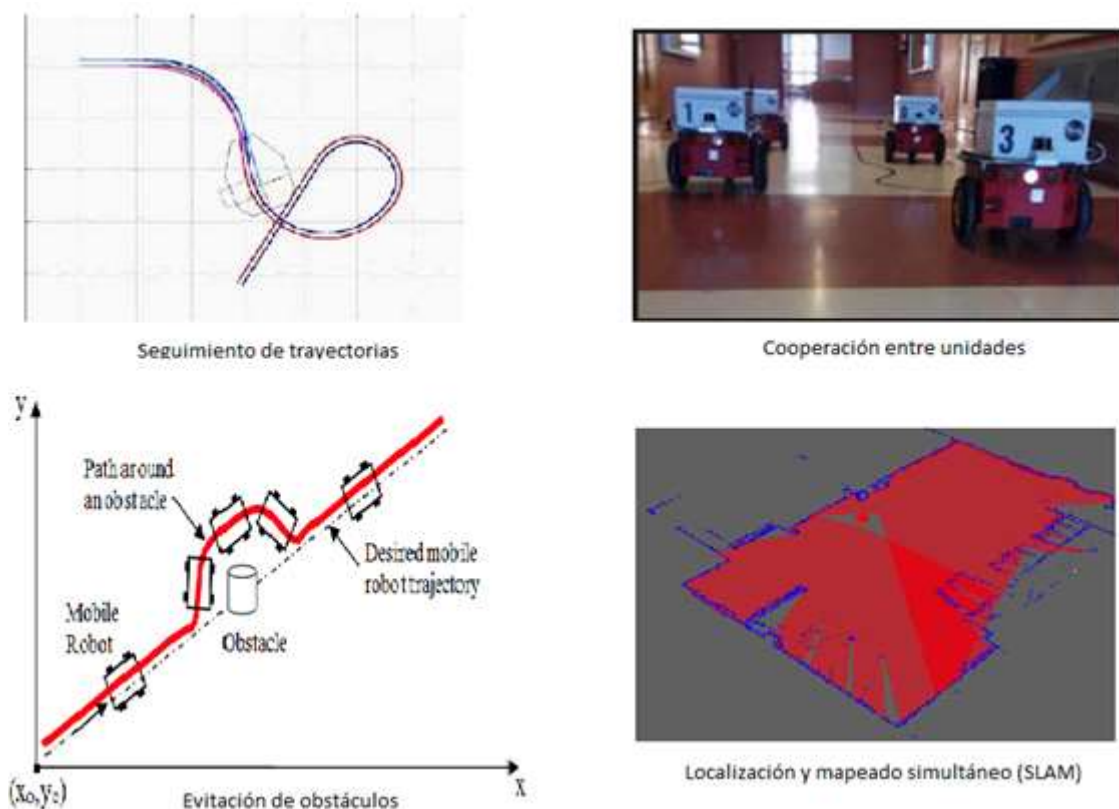 Seguimiento de trayectorias
1
3
Cooperación entre unidades
y
Path around
an obstacle
Desired mobile
robot trajectory
Mobile
Robot
Obstacle
(x₀,y₀)
x
Evitación de obstáculos
Localización y mapeado simultáneo (SLAM)